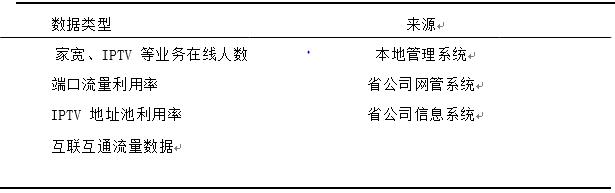 数据类型 来源
家宽、IPTV 等业务在线人数 本地管理系统
端口流量利用率 省公司网管系统
IPTV 地址池利用率 省公司信息系统
互联互通流量数据